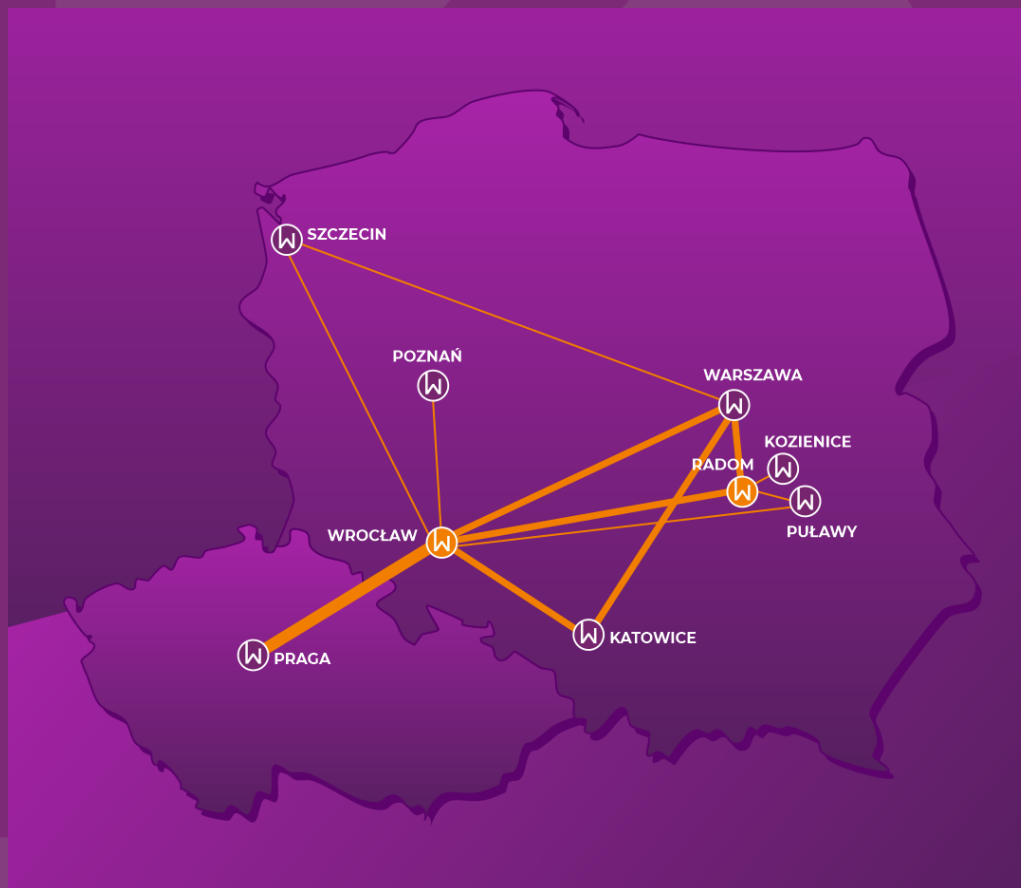 SZCZECIN
POZNAŃ
WARSZAWA
KOZIENICE
RADOM
PUŁAWY
WROCŁAW
KATOWICE
PRAGA